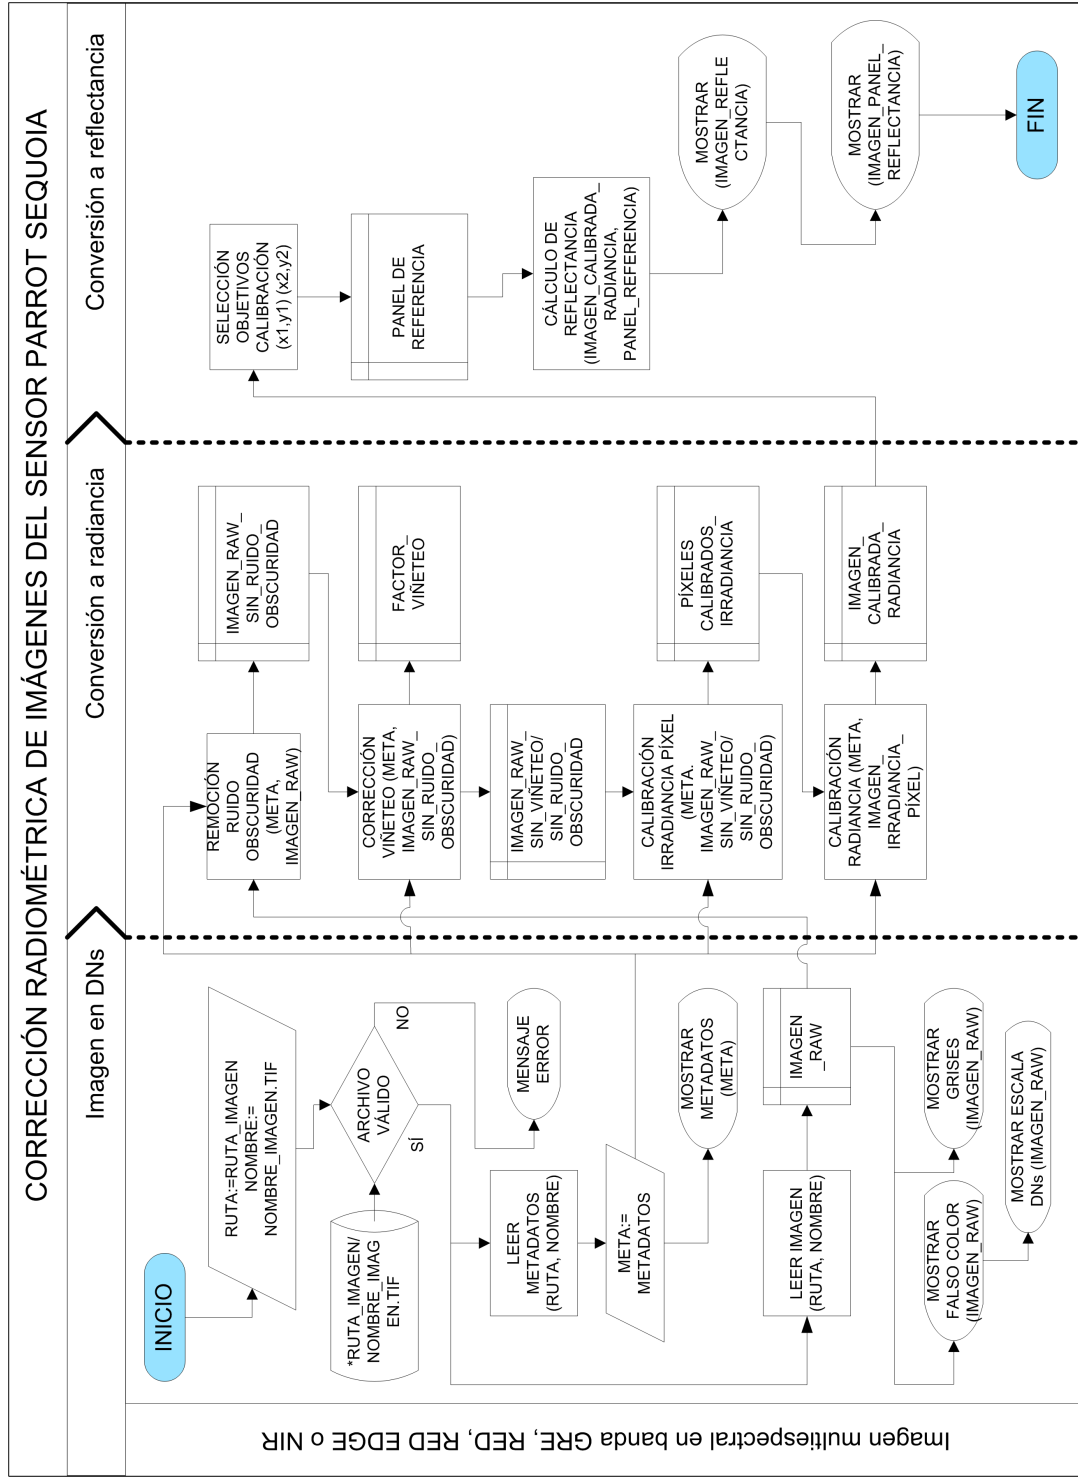 CORRECCIÓN RADIOMÉTRICA DE IMÁGENES DEL SENSOR PARROT SEQUOIA
Imagen en DNs
Conversión a radiancia
Conversión a reflectancia
Imagen multiespectral en banda GRE, RED, RED EDGE o NIR
INICIO
RUTA:=RUTA_IMAGEN
NOMBRE:=
NOMBRE_IMAGEN.TIF
*RUTA_IMAGEN/
NOMBRE_IMAG
EN.TIF
ARCHIVO
VÁLIDO
NO
SÍ
MENSAJE
ERROR
LEER
METADATOS
(RUTA, NOMBRE)
META:=
METADATOS
MOSTRAR
METADATOS
(META)
LEER IMAGEN
(RUTA, NOMBRE)
IMAGEN
_RAW
MOSTRAR
FALSO COLOR
(IMAGEN_RAW)
MOSTRAR
GRISES
(IMAGEN_RAW)
MOSTRAR ESCALA
DNs (IMAGEN_RAW)
REMOCIÓN
RUIDO
OBSCURIDAD
(META,
IMAGEN_RAW)
IMAGEN_RAW_
SIN_RUIDO_
OBSCURIDAD
CORRECCIÓN
VIÑETEO (META,
IMAGEN_RAW_
SIN_RUIDO_
OBSCURIDAD)
FACTOR_
VIÑETEO
IMAGEN_RAW_
SIN_VIÑETEO/
SIN_RUIDO_
OBSCURIDAD
CALIBRACIÓN
IRRADIANCIA PÍXEL
(META.
IMAGEN_RAW_
SIN_VIÑETEO/
SIN_RUIDO_
OBSCURIDAD)
PÍXELES
CALIBRADOS_
IRRADIANCIA
CALIBRACIÓN
RADIANCIA (META,
IMAGEN_
IRRADIANCIA_
PÍXEL)
IMAGEN_
CALIBRADA_
RADIANCIA
SELECCIÓN
OBJETIVOS
CALIBRACIÓN
(x1,y1) (x2,y2)
PANEL DE
REFERENCIA
CÁLCULO DE
REFLECTANCIA
(IMAGEN_CALIBRADA_
RADIANCIA,
PANEL_REFERENCIA)
MOSTRAR
(IMAGEN_REFLE
CTANCIA)
MOSTRAR
(IMAGEN_PANEL_
REFLECTANCIA)
FIN